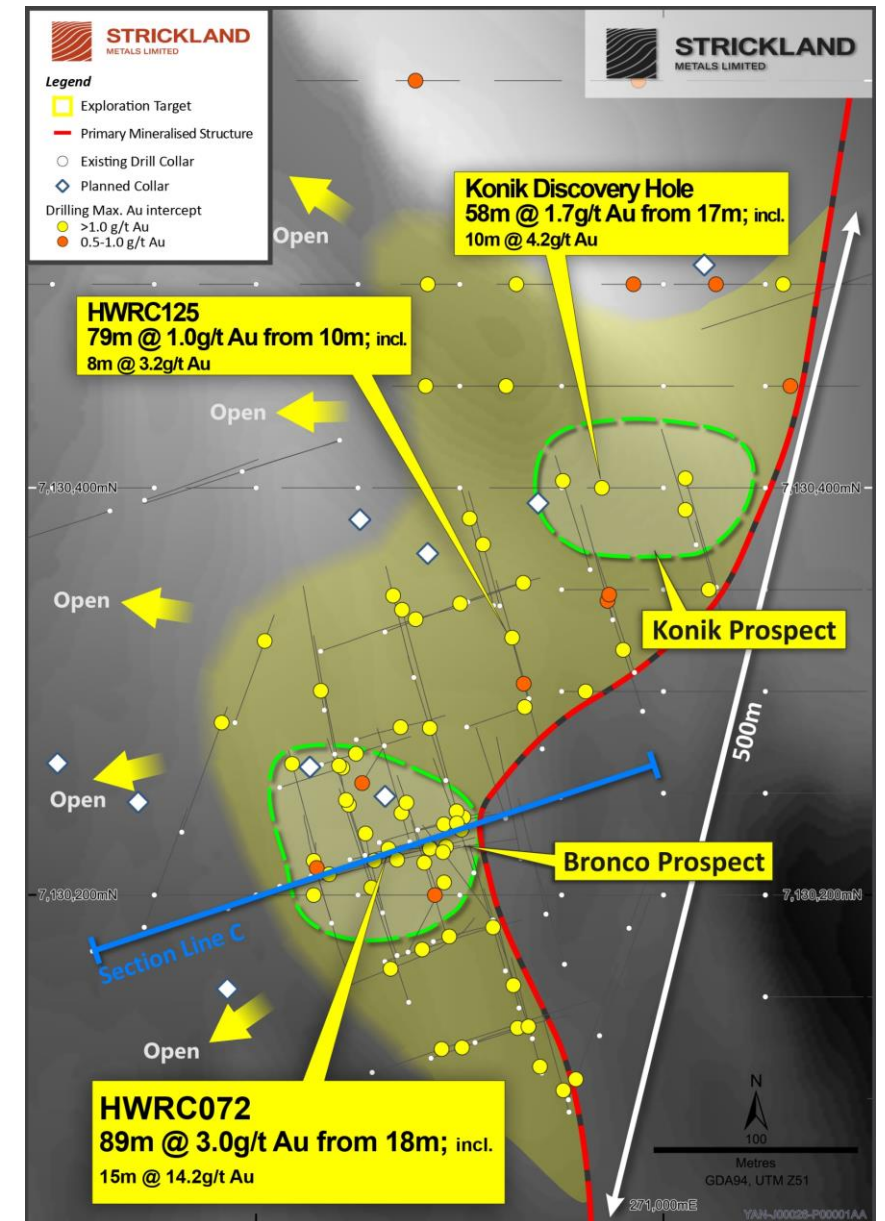 STRICKLAND
METALS LIMITED
STRICKLAND
METALS LIMITED
Legend
Exploration Target
Primary Mineralised Structure
Existing Drill Collar
Planned Collar
Drilling Max. Au intercept
>1.0 g/t Au
0.5-1.0 g/t Au
Konik Discovery Hole
58m @ 1.7g/t Au from 17m; incl.
10m @ 4.2g/t Au
Open
HWRC125
79m @ 1.0g/t Au from 10m; incl.
8m @ 3.2g/t Au
Open
7,130,400mN
7,130,400mN
Open
Konik Prospect
500m
Open
Bronco Prospect
7,130,200mN
7,130,200mN
Section Line C
Open
HWRC072
89m @ 3.0g/t Au from 18m; incl.
15m @ 14.2g/t Au
N
100
Metres
GDA94, UTM Z51
271,000mE
YAN-J00026-P00001AA